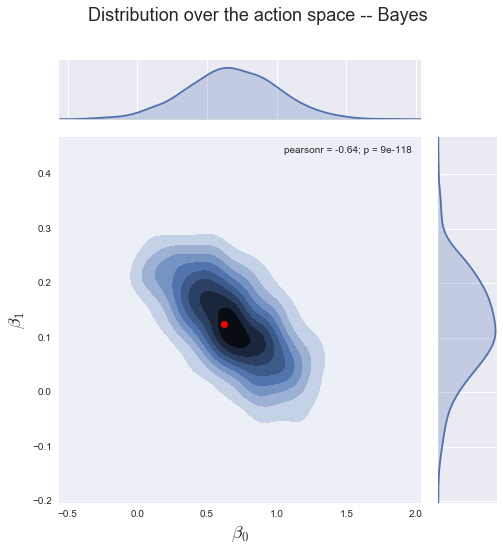 Distribution over the action space -- Bayes
pearsonr = -0.64; p = 9e-118
0.4
0.3
0.2
0.1
0.0
−0.1
−0.2
β₁
−0.5 0.0 0.5 1.0 1.5 2.0
β₀